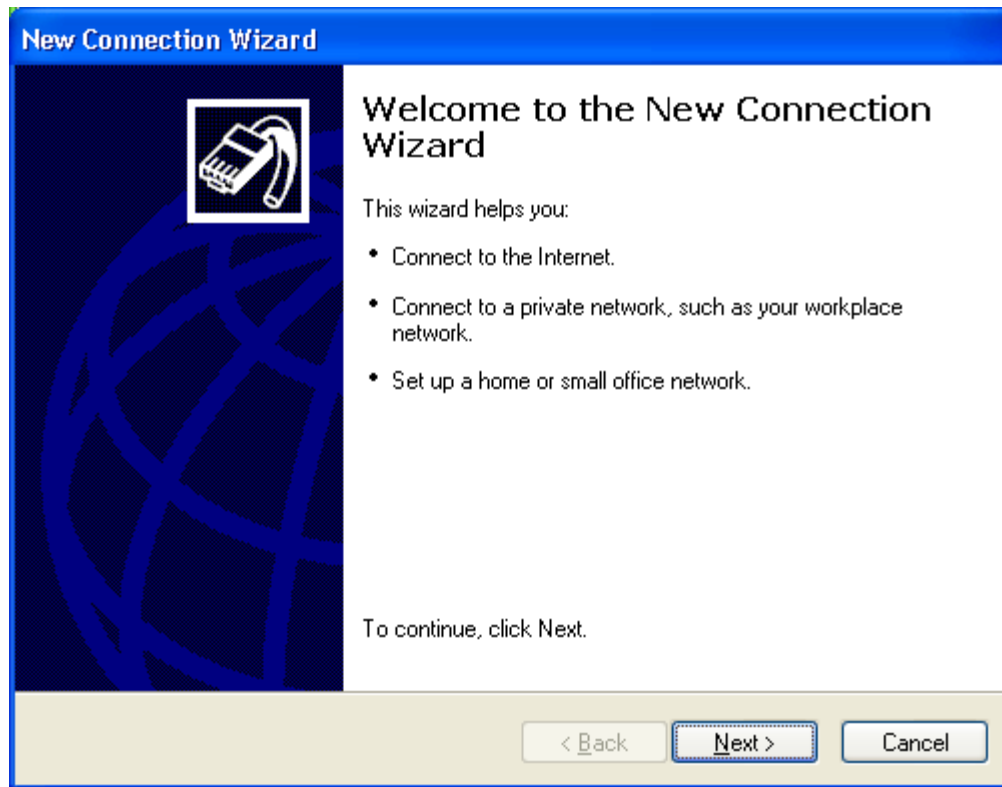 New Connection Wizard
Welcome to the New Connection
Wizard
This wizard helps you:
• Connect to the Internet.
• Connect to a private network, such as your workplace
network.
• Set up a home or small office network.
To continue, click Next.
< Back
Next >
Cancel